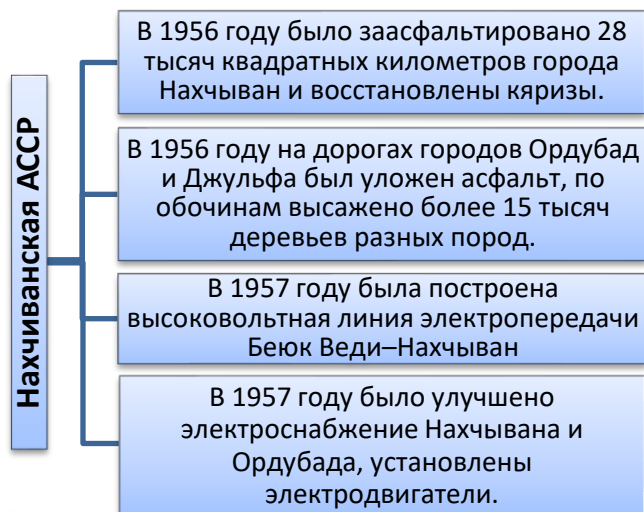 Нахчиванская АССР
В 1956 году было заасфальтировано 28
тысяч квадратных километров города
Нахчыван и восстановлены кяризы.
В 1956 году на дорогах городов Ордубад
и Джульфа был уложен асфальт, по
обочинам высажено более 15 тысяч
деревьев разных пород.
В 1957 году была построена
высоковольтная линия электропередачи
Беюк Веди–Нахчыван
В 1957 году было улучшено
электроснабжение Нахчывана и
Ордубада, установлены
электродвигатели.